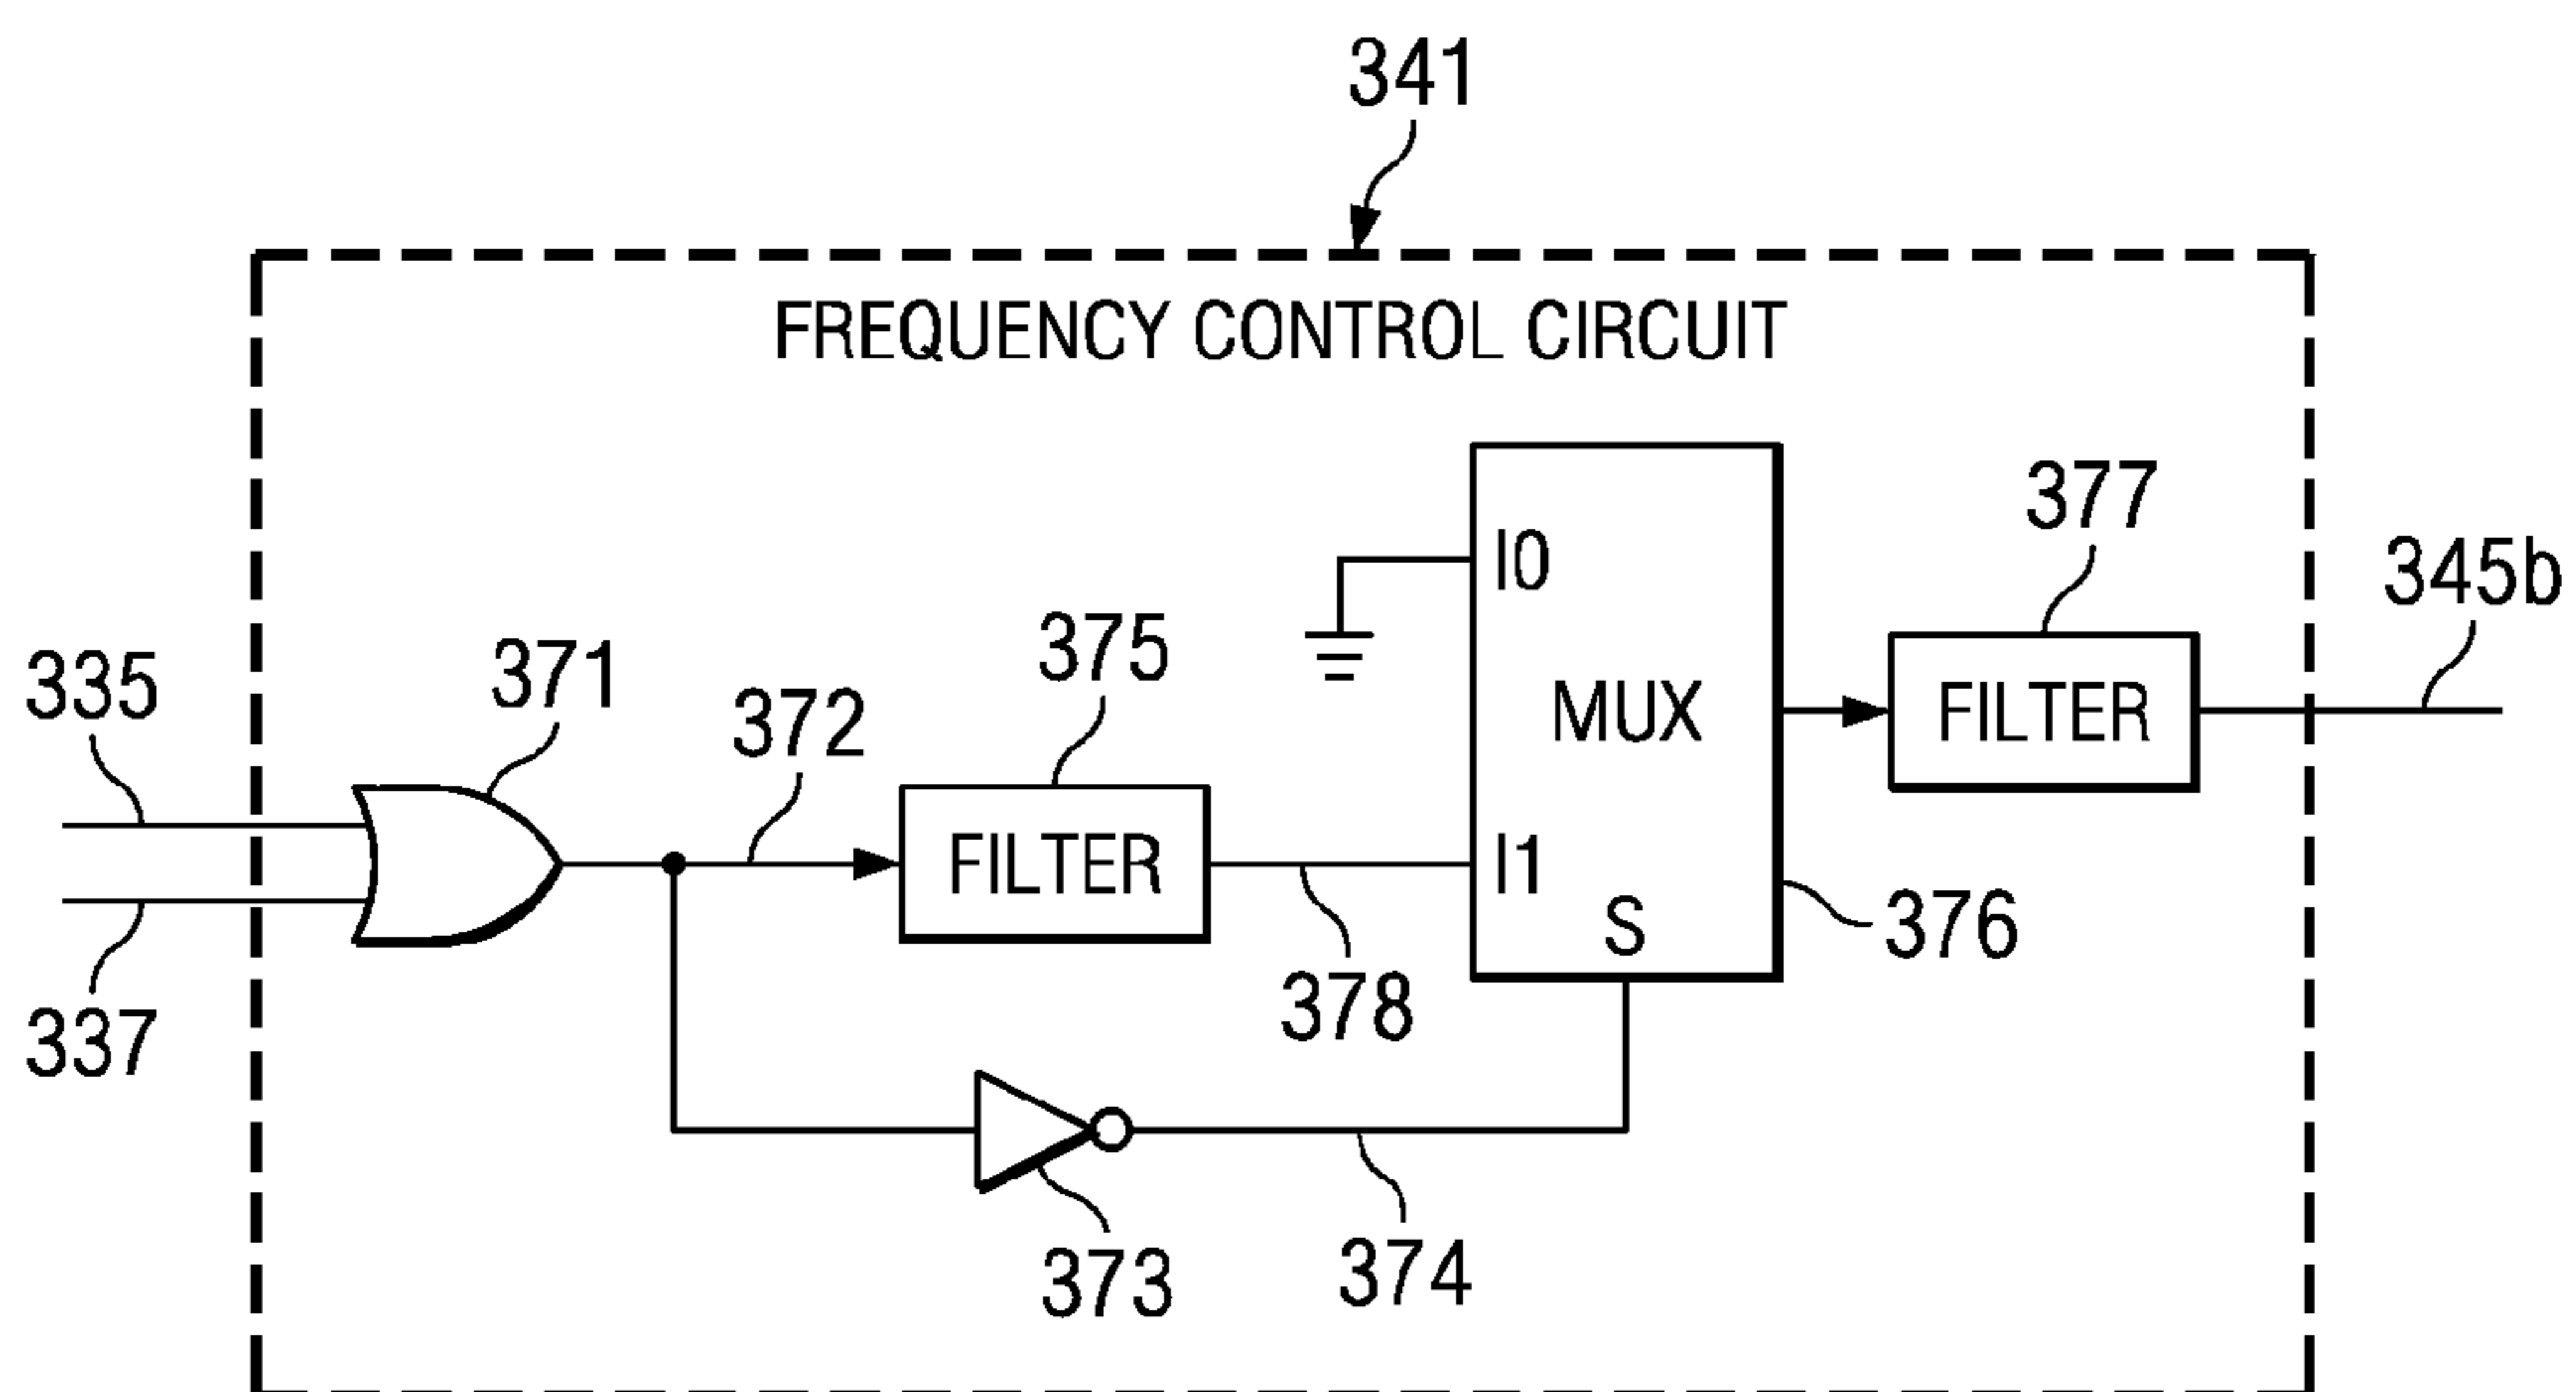 341
FREQUENCY CONTROL CIRCUIT
377
345b
I0
375
371
335
372
MUX
FILTER
FILTER
I1
S
376
378
337
373
374